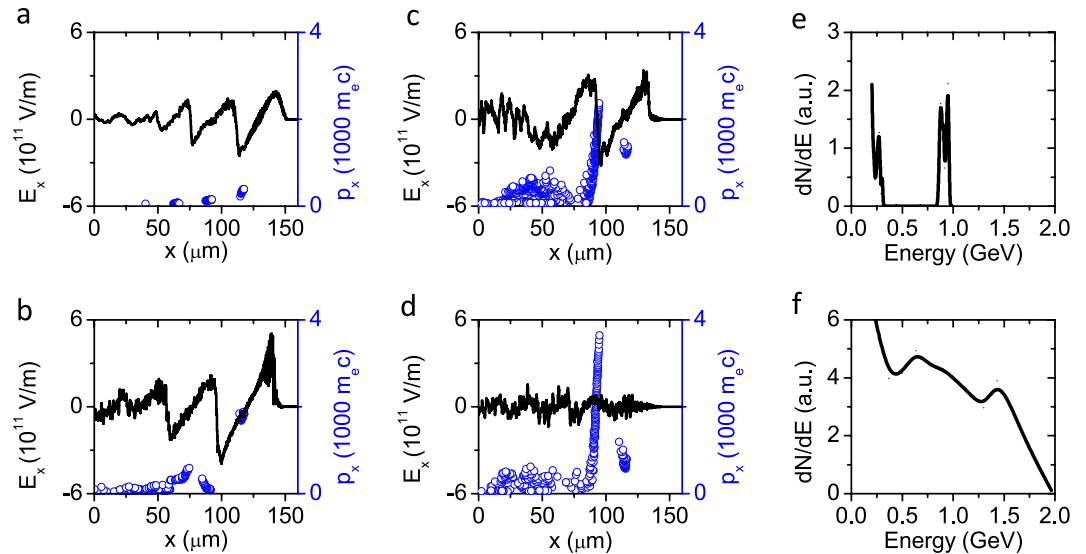 a
6
0
-6
E_x (10^11 V/m)
0 50 100 150
x (μm)
4
2
0
p_x (1000 m_e c)
c
6
0
-6
E_x (10^11 V/m)
0 50 100 150
x (μm)
4
2
0
p_x (1000 m_e c)
e
3
2
1
0
dN/dE (a.u.)
0.0 0.5 1.0 1.5 2.0
Energy (GeV)
b
6
0
-6
E_x (10^11 V/m)
0 50 100 150
x (μm)
4
2
0
p_x (1000 m_e c)
d
6
0
-6
E_x (10^11 V/m)
0 50 100 150
x (μm)
4
2
0
p_x (1000 m_e c)
f
6
4
2
0
dN/dE (a.u.)
0.0 0.5 1.0 1.5 2.0
Energy (GeV)